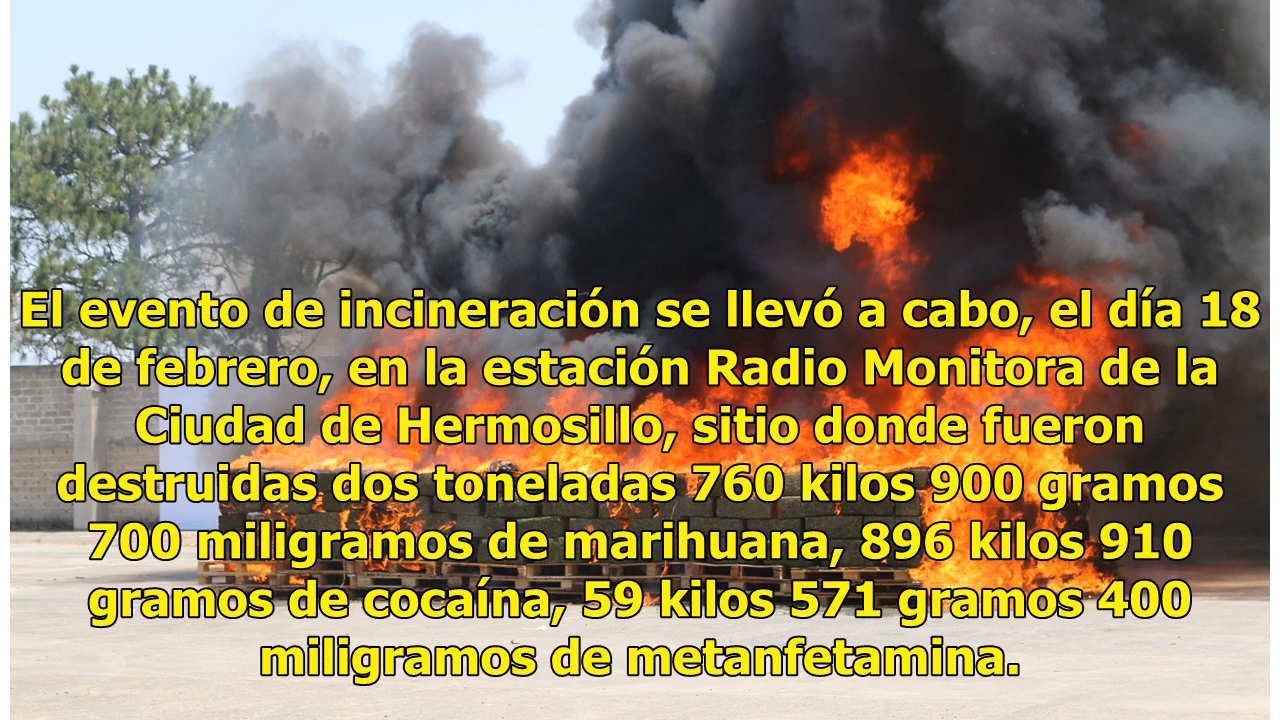 El evento de incineración se llevó a cabo, el día 18
de febrero, en la estación Radio Monitora de la
Ciudad de Hermosillo, sitio donde fueron
destruidas dos toneladas 760 kilos 900 gramos
700 miligramos de marihuana, 896 kilos 910
gramos de cocaína, 59 kilos 571 gramos 400
miligramos de metanfetamina.